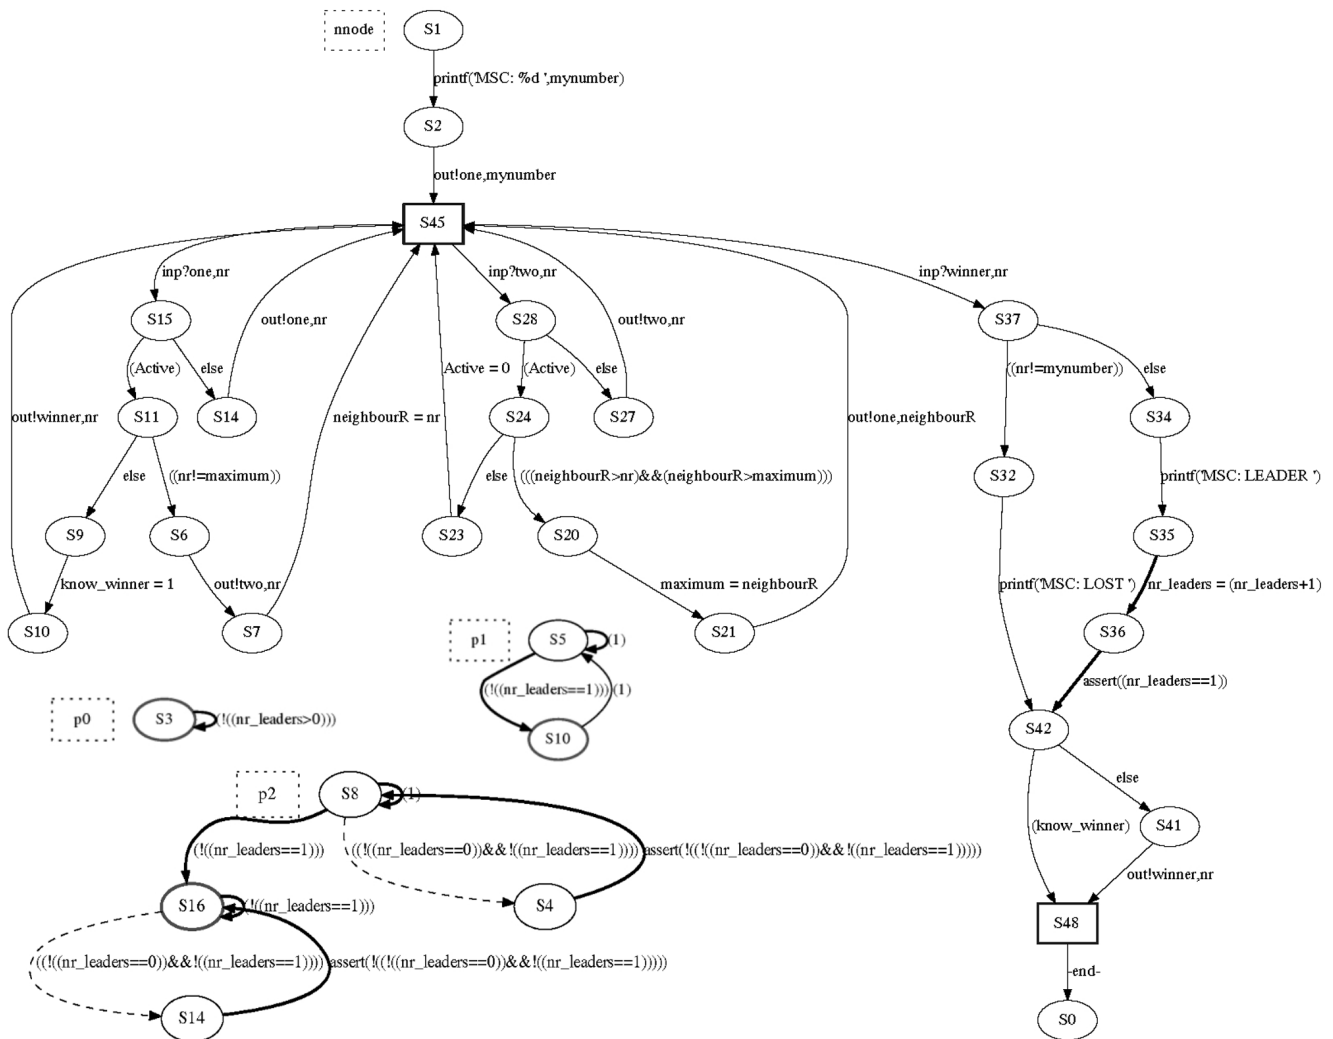 nnode
S1
printf('MSC: %d ',mynumber)
S2
out!one,mynumber
S45
inp?one,nr
inp?two,nr
inp?winner,nr
S15
S28
S37
out!one,nr
out!two,nr
(Active)
else
Active = 0
(Active)
else
((nr!=mynumber))
else
out!winner,nr
S11
S14
neighbourR = nr
S24
S27
out!one,neighbourR
S34
else
((nr!=maximum))
else
(((neighbourR>nr)&&(neighbourR>maximum)))
S32
printf('MSC: LEADER ')
S9
S6
S23
S20
S35
know_winner = 1
out!two,nr
maximum = neighbourR
printf('MSC: LOST ')
nr_leaders = (nr_leaders+1)
S10
S7
p1
S5
(1)
S21
S36
(!((nr_leaders==1)))
(1)
assert((nr_leaders==1))
p0
S3
(!((nr_leaders>0)))
S10
S42
p2
S8
(1)
else
(know_winner)
S41
(!((nr_leaders==1)))
((!((nr_leaders==0))&&!((nr_leaders==1))))
assert(!((!((nr_leaders==0))&&!((nr_leaders==1)))))
out!winner,nr
S16
(!((nr_leaders==1)))
S4
S48
((!((nr_leaders==0))&&!((nr_leaders==1))))
assert(!((!((nr_leaders==0))&&!((nr_leaders==1)))))
-end-
S14
S0